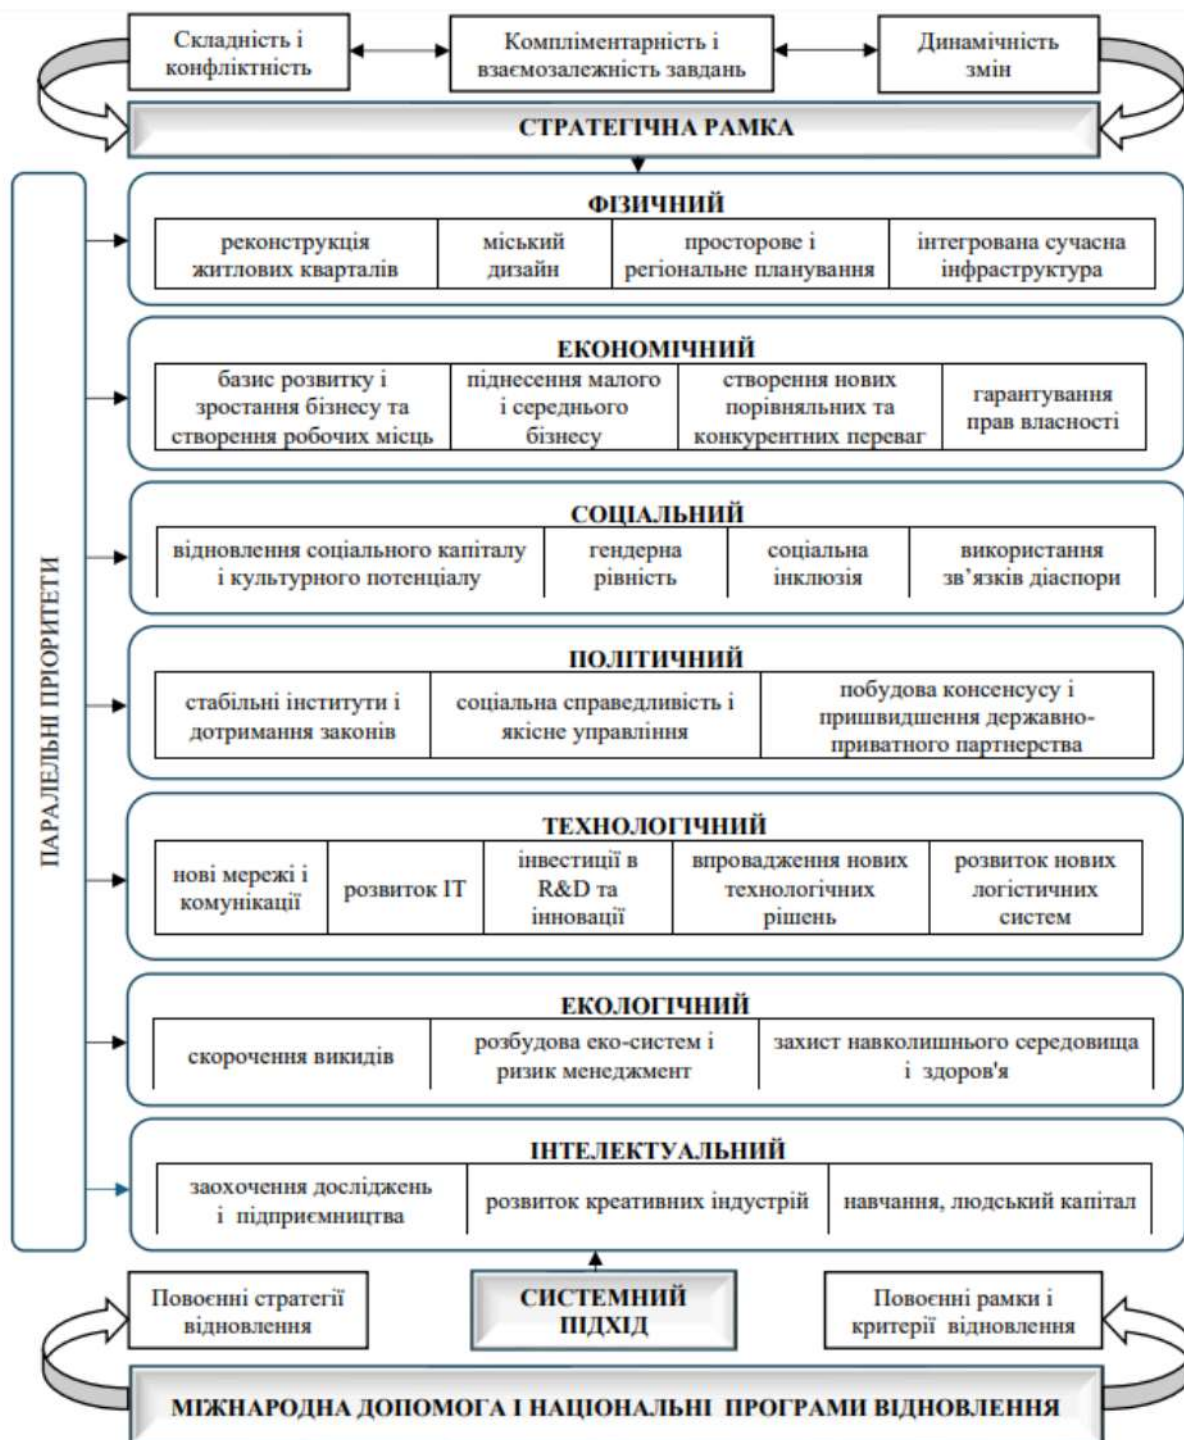 Складність і
конфліктність
Компліментарність і
взаємозалежність завдань
Динамічність
змін
СТРАТЕГІЧНА РАМКА
ПАРАЛЕЛЬНІ ПРІОРИТЕТИ
ФІЗИЧНИЙ
реконструкція
житлових кварталів
міський
дизайн
просторове і
регіональне планування
інтегрована сучасна
інфраструктура
ЕКОНОМІЧНИЙ
базис розвитку і
зростання бізнесу та
створення робочих місць
піднесення малого
і середнього
бізнесу
створення нових
порівняльних та
конкурентних переваг
гарантування
прав власності
СОЦІАЛЬНИЙ
відновлення соціального капіталу
і культурного потенціалу
гендерна
рівність
соціальна
інклюзія
використання
зв’язків діаспори
ПОЛІТИЧНИЙ
стабільні інститути і
дотримання законів
соціальна справедливість і
якісне управління
побудова консенсусу і
пришвидшення державно-
приватного партнерства
ТЕХНОЛОГІЧНИЙ
нові мережі і
комунікації
розвиток ІТ
інвестиції в
R&D та
інновації
впровадження нових
технологічних
рішень
розвиток нових
логістичних
систем
ЕКОЛОГІЧНИЙ
скорочення викидів
розбудова еко-систем і
ризик менеджмент
захист навколишнього середовища
і здоров'я
ІНТЕЛЕКТУАЛЬНИЙ
заохочення досліджень
і підприємництва
розвиток креативних індустрій
навчання, людський капітал
Повоєнні стратегії
відновлення
СИСТЕМНИЙ
ПІДХІД
Повоєнні рамки і
критерії відновлення
МІЖНАРОДНА ДОПОМОГА І НАЦІОНАЛЬНІ ПРОГРАМИ ВІДНОВЛЕННЯ